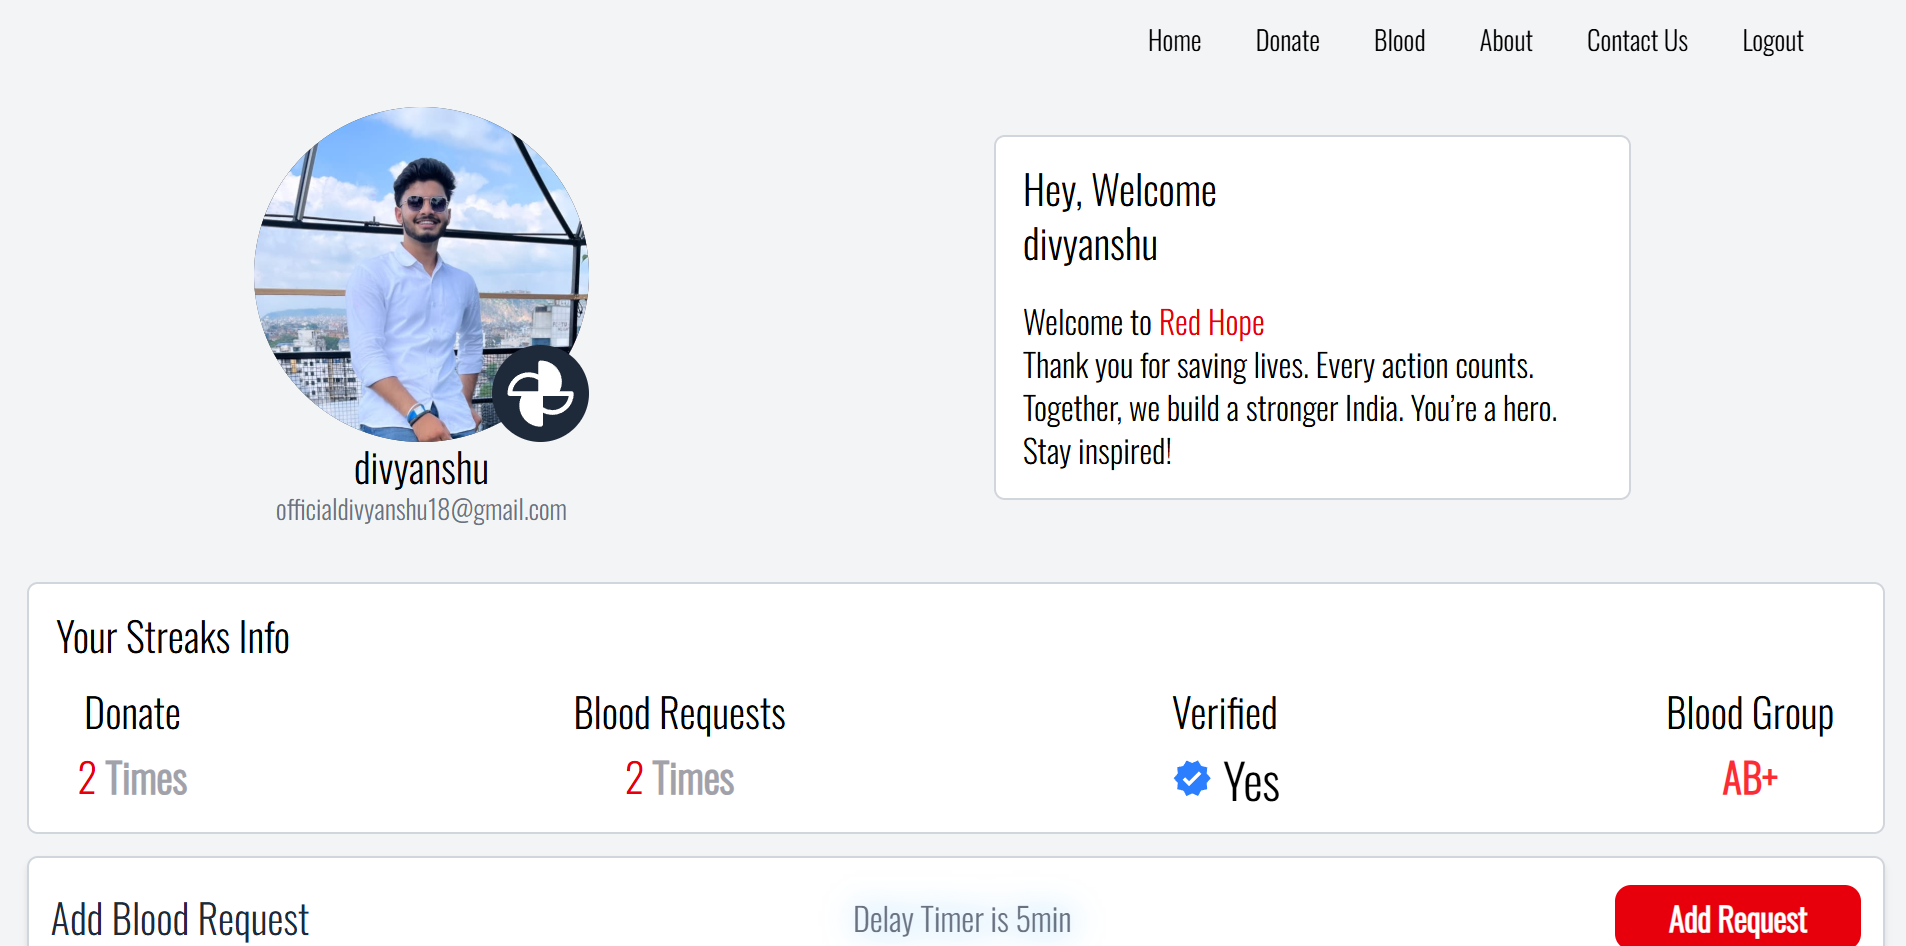 Home Donate Blood About Contact Us Logout
Hey, Welcome
divyanshu
Welcome to Red Hope
Thank you for saving lives. Every action counts.
Together, we build a stronger India. You’re a hero.
Stay inspired!
divyanshu
officialdivyanshu18@gmail.com
Your Streaks Info
Donate Blood Requests Verified Blood Group
2 Times 2 Times Yes AB+
Add Blood Request Delay Timer is 5min Add Request